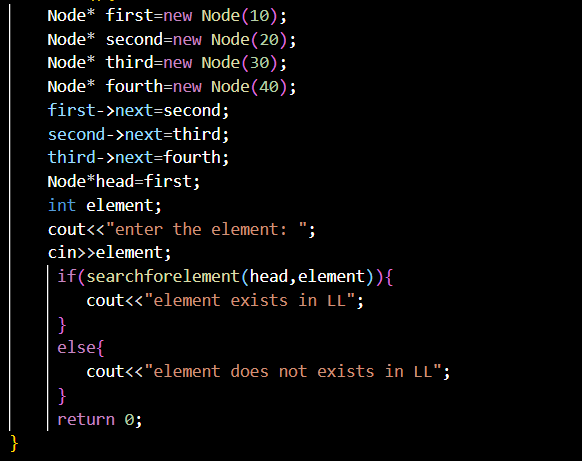 Node* first=new Node(10);
Node* second=new Node(20);
Node* third=new Node(30);
Node* fourth=new Node(40);
first->next=second;
second->next=third;
third->next=fourth;
Node*head=first;
int element;
cout<<"enter the element: ";
cin>>element;
if(searchforelement(head,element)){
cout<<"element exists in LL";
}
else{
cout<<"element does not exists in LL";
}
return 0;
}